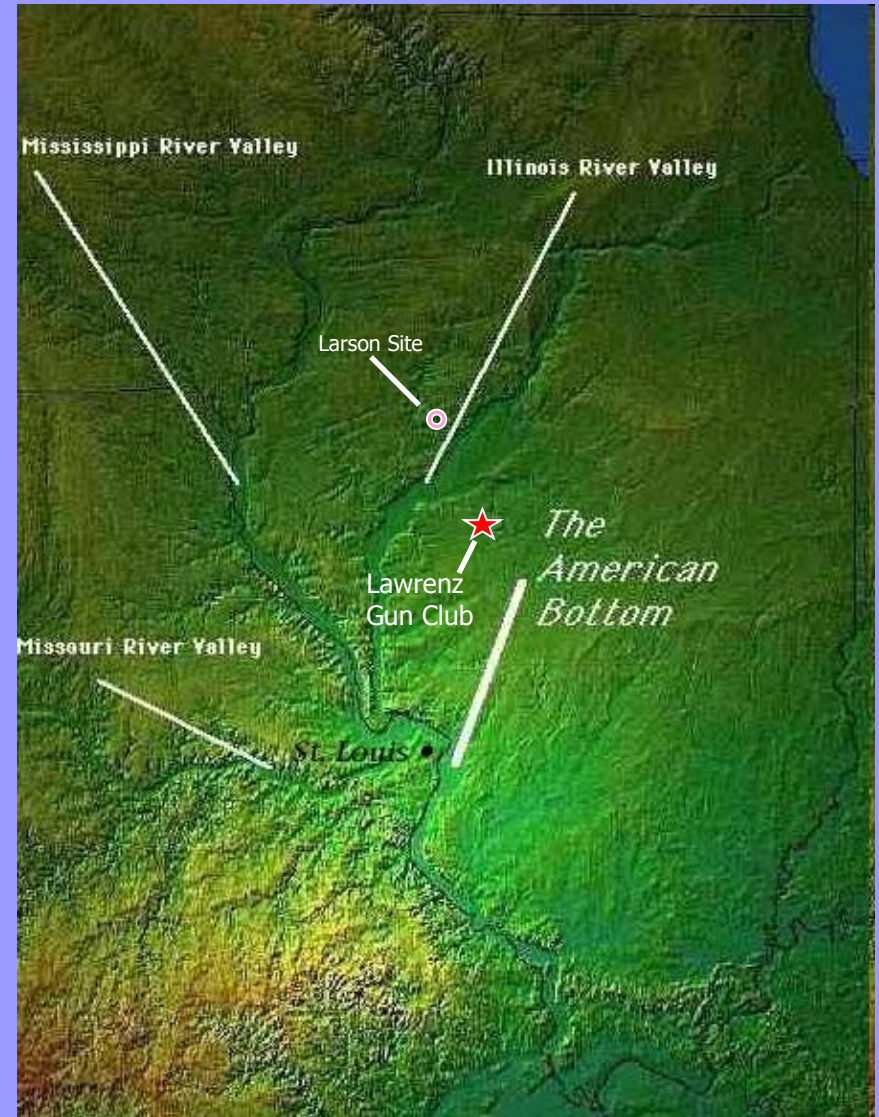 Mississippi River Valley
Illinois River Valley
Larson Site
The
American
Bottom
Lawrenz
Gun Club
Missouri River Valley
St. Louis